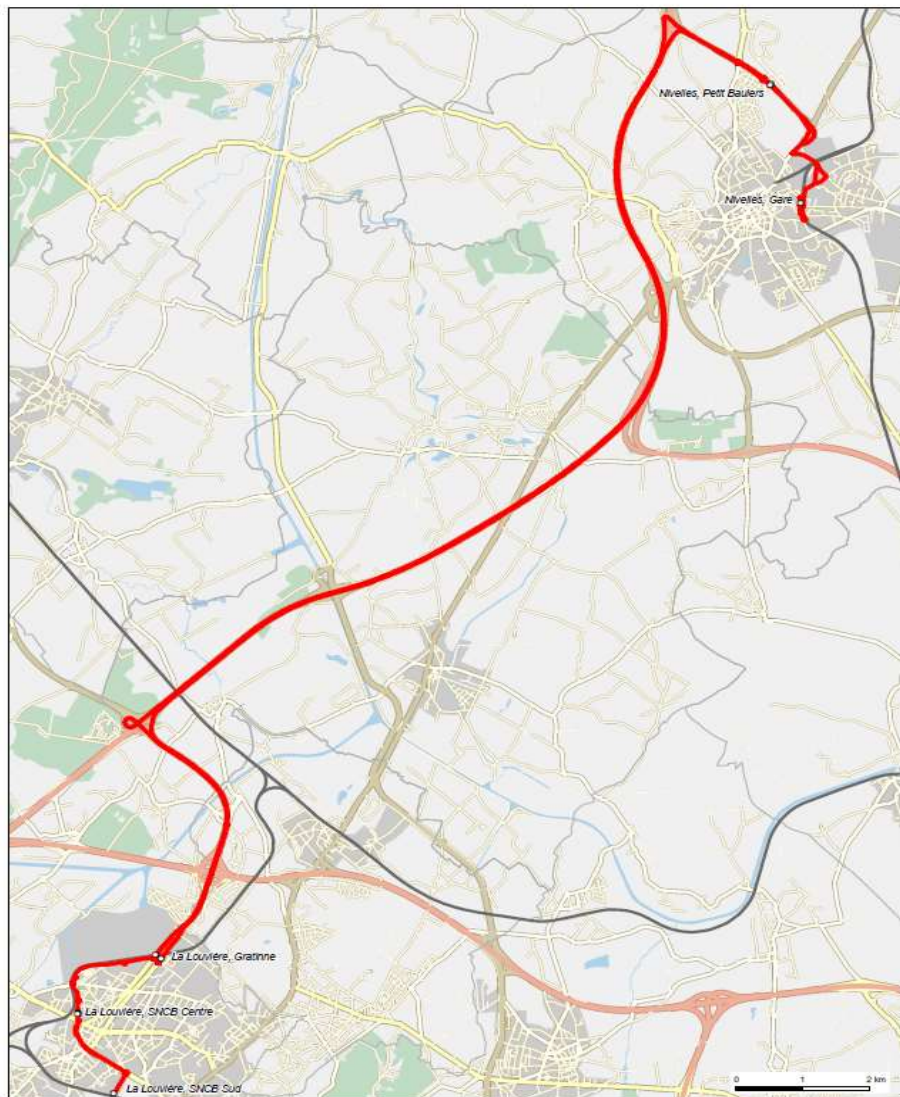 Nivelles, Petit Baulers
Nivelles, Gare
La Louvière, Gratinne
La Louvière, SNCB Centre
La Louvière, SNCB Sud
0 1 2 km